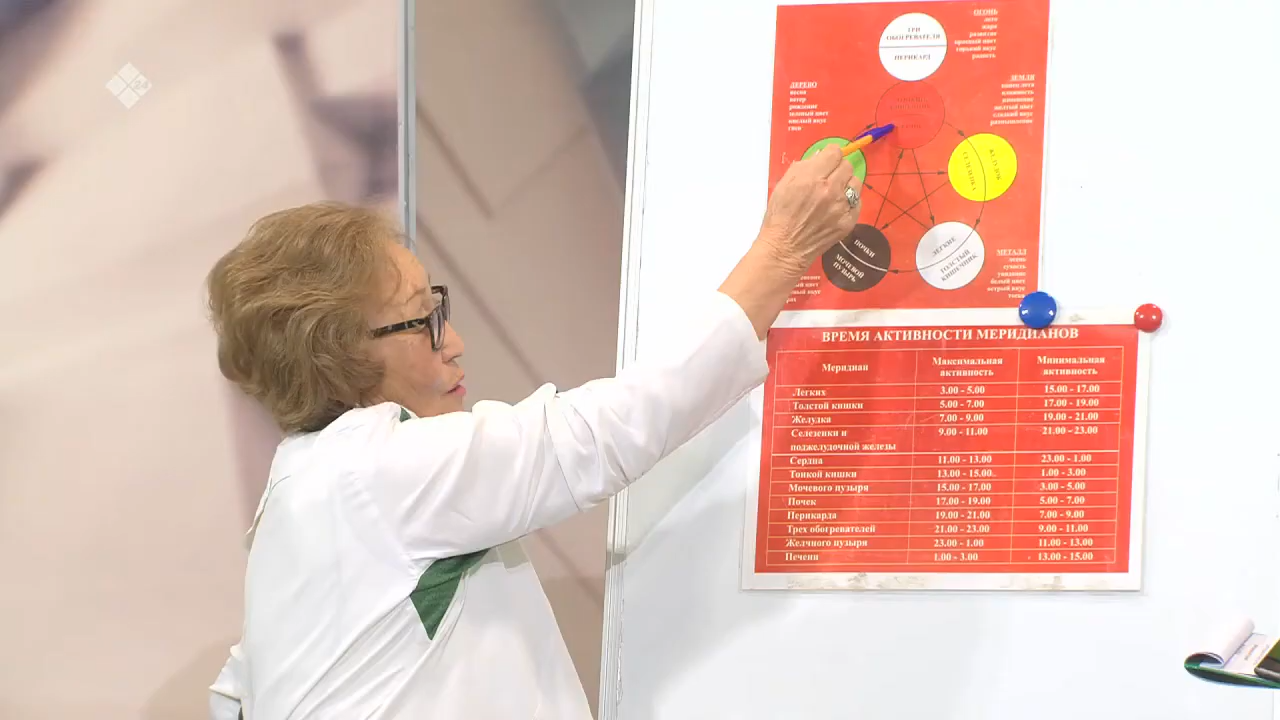 24
ОГОНЬ
лето
жара
развитие
красный цвет
горький вкус
радость
ТРИ
ОБОГРЕВАТЕЛЯ
ПЕРИКАРД
ДЕРЕВО
весна
ветер
рождение
зеленый цвет
кислый вкус
гнев
ЗЕМЛЯ
влажность
желтый цвет
сладкий вкус
размышление
ЖЕЛУДОК
СЕЛЕЗЕНКА
ПОЧКИ
МОЧЕВОЙ
ПУЗЫРЬ
ЛЕГКИЕ
ТОЛСТЫЙ
КИШЕЧНИК
МЕТАЛЛ
осень
сухость
увядание
белый цвет
острый вкус
тоска
ВРЕМЯ АКТИВНОСТИ МЕРИДИАНОВ
Меридиан Максимальная активность Минимальная активность
Легких 3.00 - 5.00 15.00 - 17.00
Толстой кишки 5.00 - 7.00 17.00 - 19.00
Желудка 7.00 - 9.00 19.00 - 21.00
Селезенки и поджелудочной железы 9.00 - 11.00 21.00 - 23.00
Сердца 11.00 - 13.00 23.00 - 1.00
Тонкой кишки 13.00 - 15.00 1.00 - 3.00
Мочевого пузыря 15.00 - 17.00 3.00 - 5.00
Почек 17.00 - 19.00 5.00 - 7.00
Перикарда 19.00 - 21.00 7.00 - 9.00
Трех обогревателей 21.00 - 23.00 9.00 - 11.00
Желчного пузыря 23.00 - 1.00 11.00 - 13.00
Печени 1.00 - 3.00 13.00 - 15.00